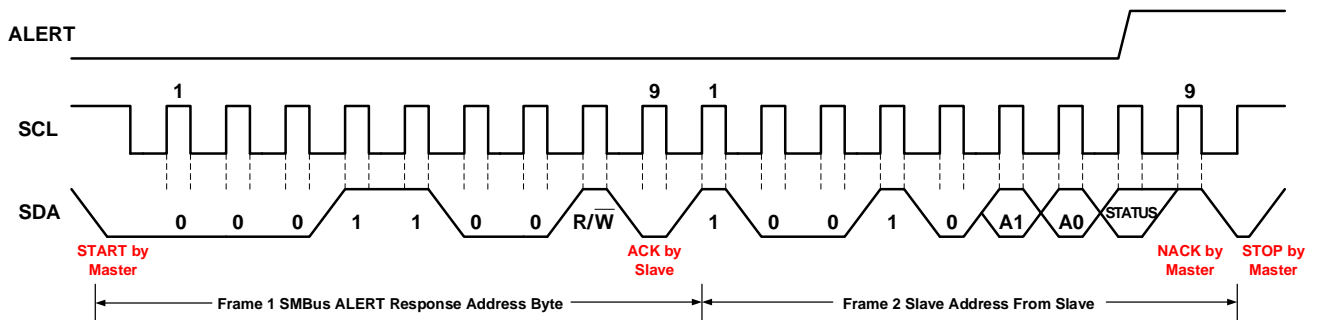 ALERT
1 9 1 9
SCL
SDA
0 0 0 1 1 0 0 R/W̅ 1 0 0 1 0 A1 A0 STATUS
START by
Master
ACK by
Slave
NACK by
Master
STOP by
Master
Frame 1 SMBus ALERT Response Address Byte
Frame 2 Slave Address From Slave